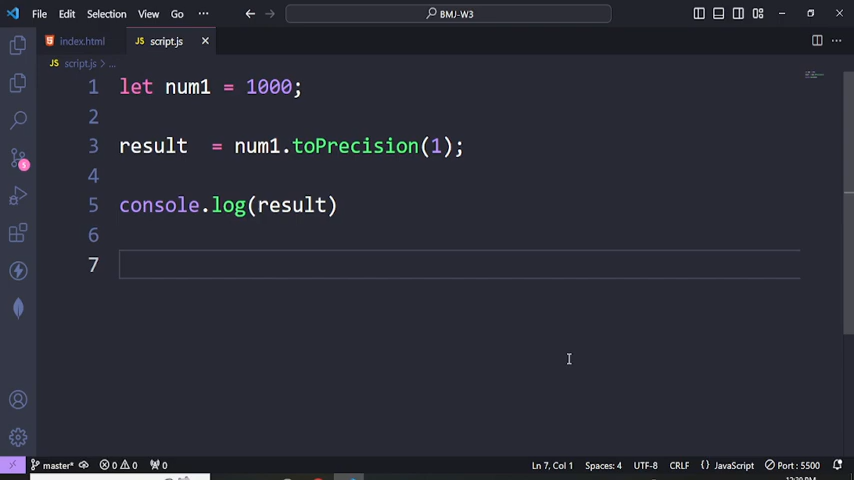 File Edit Selection View Go ··· BMJ-W3
index.html JS script.js
JS script.js > ...
1 let num1 = 1000;
2
3 result = num1.toPrecision(1);
4
5 console.log(result)
6
7
5
master* 0 0 0 Ln 7, Col 1 Spaces: 4 UTF-8 CRLF {} JavaScript Port : 5500